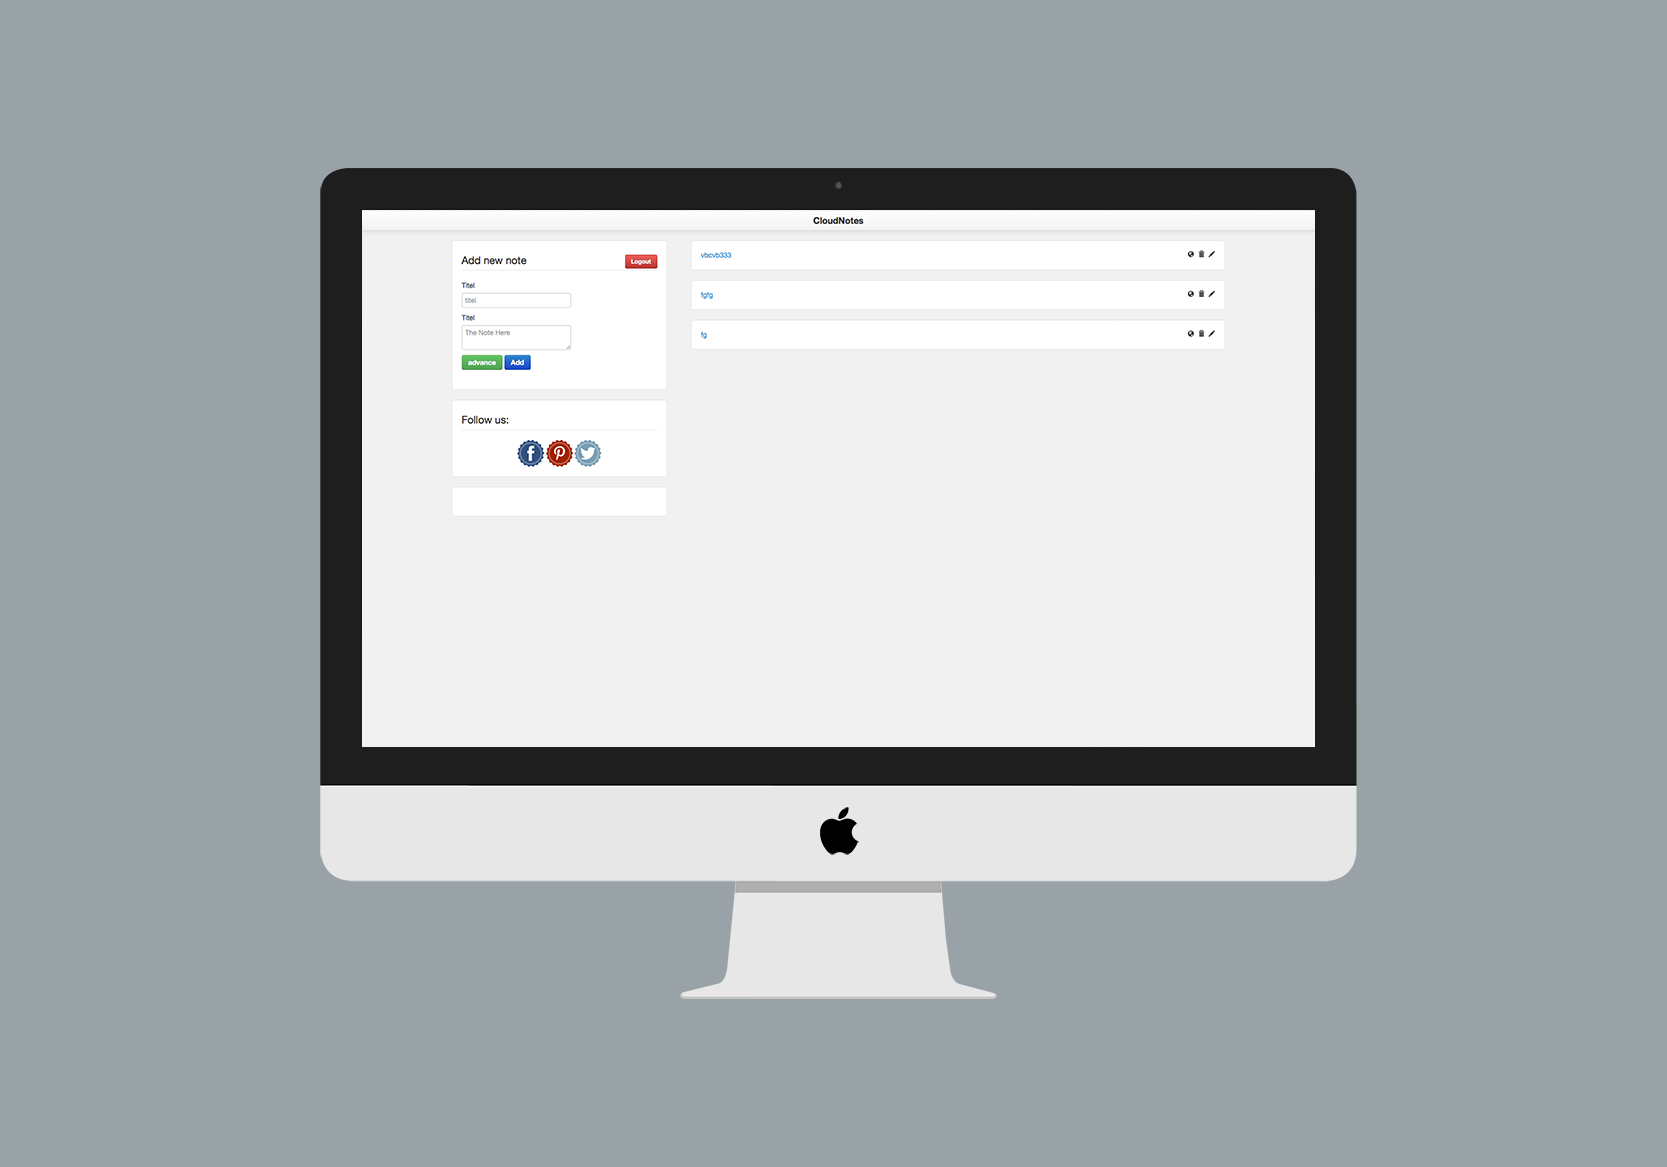 CloudNotes
Add new note
Logout
Titel
titel
Titel
The Note Here
advance Add
Follow us:
vbcvb333
fgfg
fg